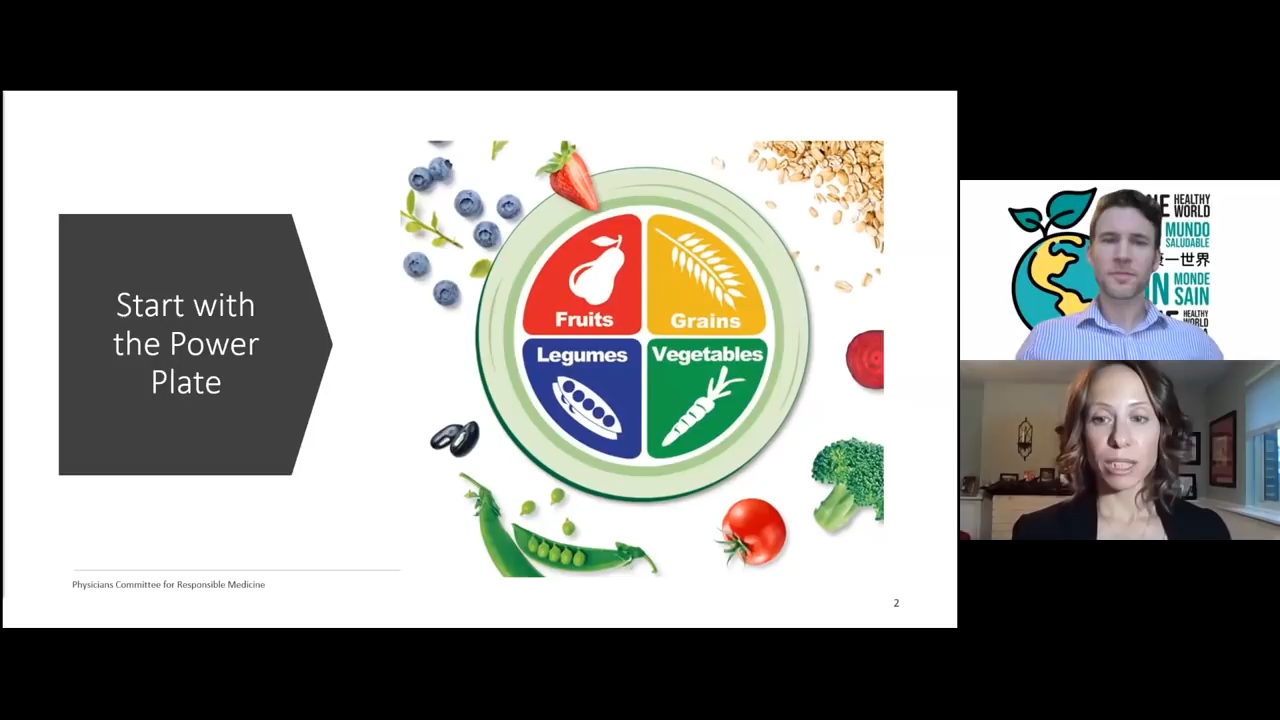 Start with
the Power
Plate
Fruits
Grains
Legumes
Vegetables
Physicians Committee for Responsible Medicine
2
HEALTHY
WORLD
MUNDO
SALUDABLE
一世界
MONDE
SAIN
HEALTHY
WORLD